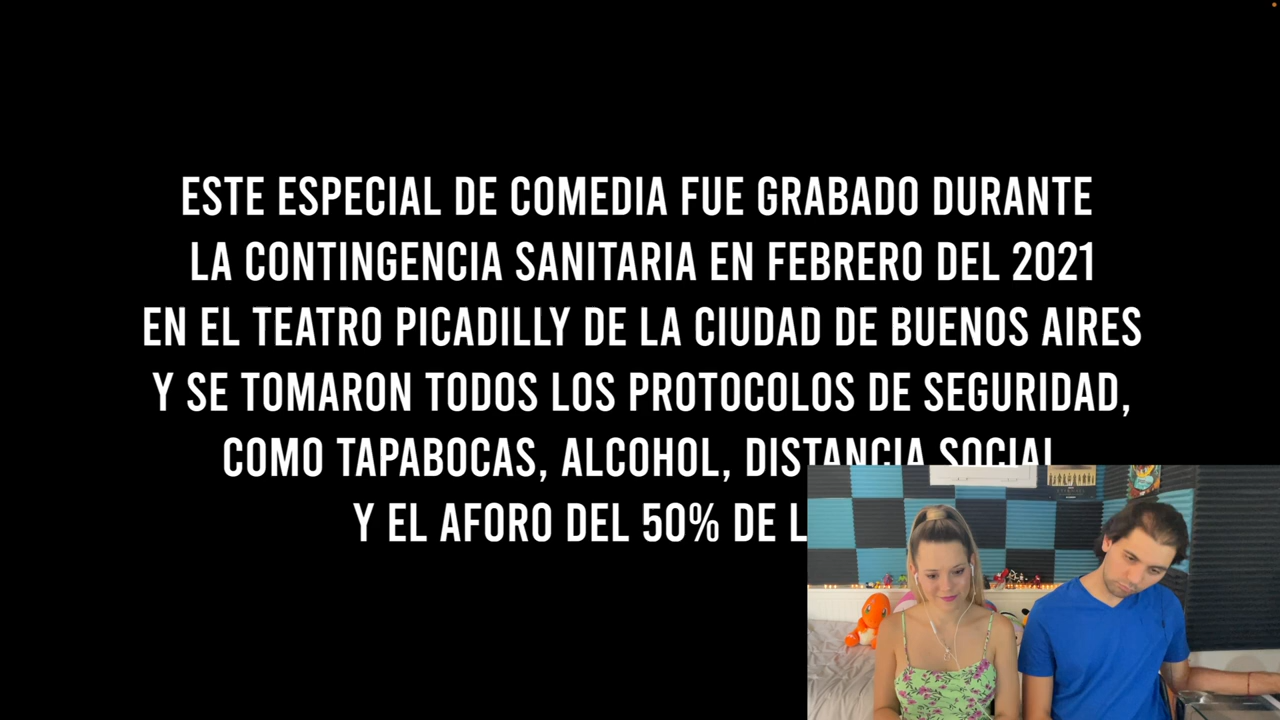 ESTE ESPECIAL DE COMEDIA FUE GRABADO DURANTE
LA CONTINGENCIA SANITARIA EN FEBRERO DEL 2021
EN EL TEATRO PICADILLY DE LA CIUDAD DE BUENOS AIRES
Y SE TOMARON TODOS LOS PROTOCOLOS DE SEGURIDAD,
COMO TAPABOCAS, ALCOHOL, DISTANCIA SOCIAL
Y EL AFORO DEL 50% DE